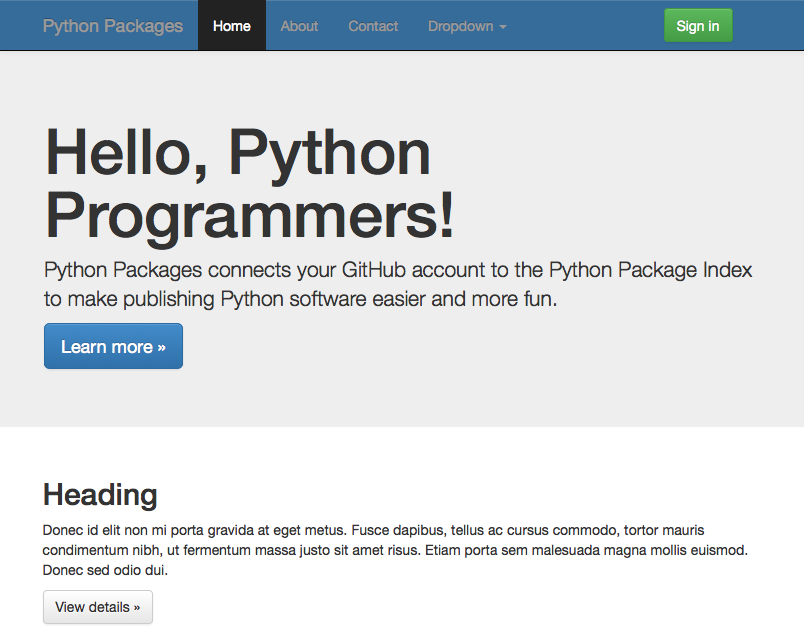 Python Packages Home About Contact Dropdown Sign in
Hello, Python
Programmers!
Python Packages connects your GitHub account to the Python Package Index
to make publishing Python software easier and more fun.
Learn more »
Heading
Donec id elit non mi porta gravida at eget metus. Fusce dapibus, tellus ac cursus commodo, tortor mauris
condimentum nibh, ut fermentum massa justo sit amet risus. Etiam porta sem malesuada magna mollis euismod.
Donec sed odio dui.
View details »